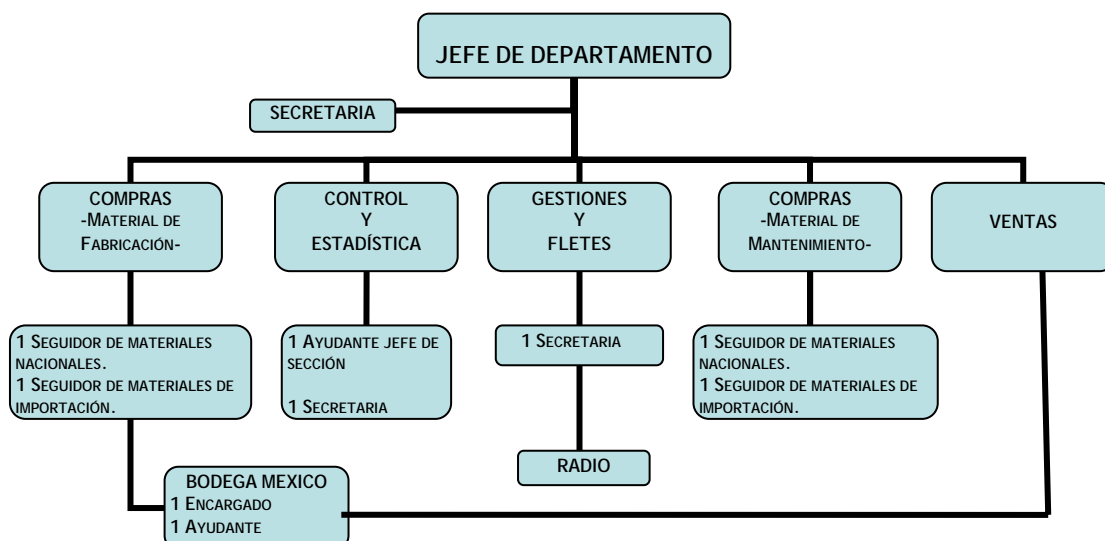 JEFE DE DEPARTAMENTO
SECRETARIA
COMPRAS
-MATERIAL DE
FABRICACIÓN-
CONTROL
Y
ESTADÍSTICA
GESTIONES
Y
FLETES
COMPRAS
-MATERIAL DE
MANTENIMIENTO-
VENTAS
1 SEGUIDOR DE MATERIALES
NACIONALES.
1 SEGUIDOR DE MATERIALES DE
IMPORTACIÓN.
1 AYUDANTE JEFE DE
SECCIÓN
1 SECRETARIA
1 SECRETARIA
1 SEGUIDOR DE MATERIALES
NACIONALES.
1 SEGUIDOR DE MATERIALES DE
IMPORTACIÓN.
RADIO
BODEGA MEXICO
1 ENCARGADO
1 AYUDANTE